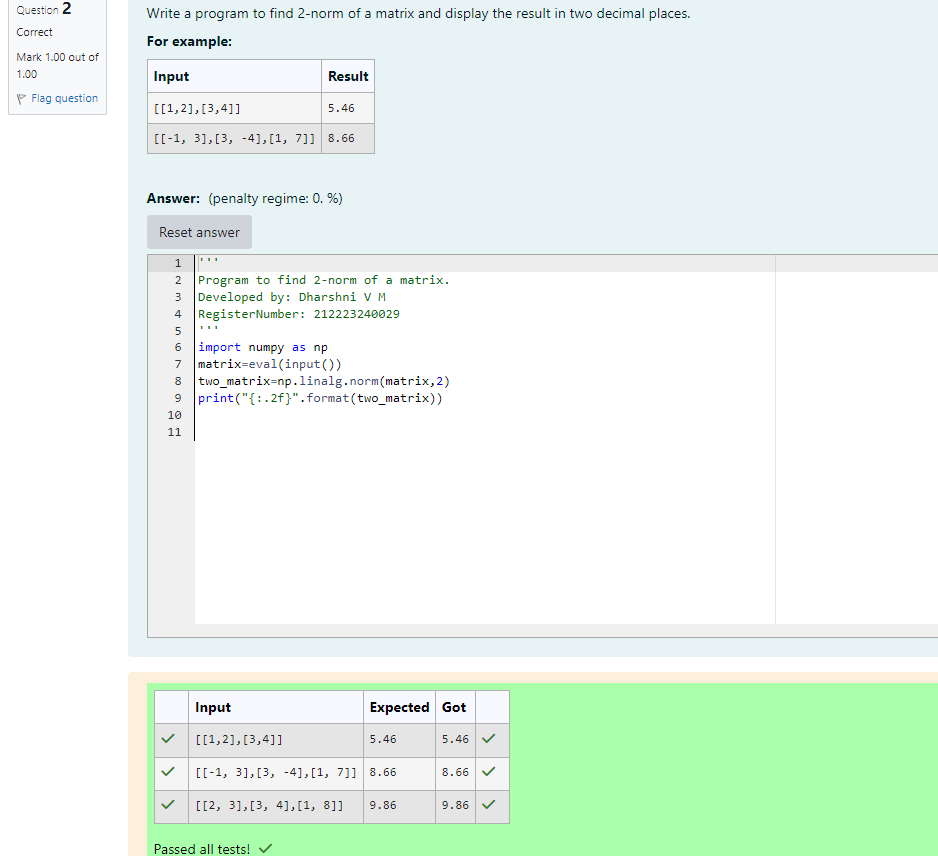 Question 2
Correct
Mark 1.00 out of
1.00
Flag question
Write a program to find 2-norm of a matrix and display the result in two decimal places.
For example:
Input Result
[[1,2],[3,4]] 5.46
[[-1, 3],[3, -4],[1, 7]] 8.66
Answer: (penalty regime: 0. %)
Reset answer
1 '''
2 Program to find 2-norm of a matrix.
3 Developed by: Dharshni V M
4 RegisterNumber: 212223240029
5 '''
6 import numpy as np
7 matrix=eval(input())
8 two_matrix=np.linalg.norm(matrix,2)
9 print("{:.2f}".format(two_matrix))
10
11
Input Expected Got
[[1,2],[3,4]] 5.46 5.46
[[-1, 3],[3, -4],[1, 7]] 8.66 8.66
[[2, 3],[3, 4],[1, 8]] 9.86 9.86
Passed all tests!